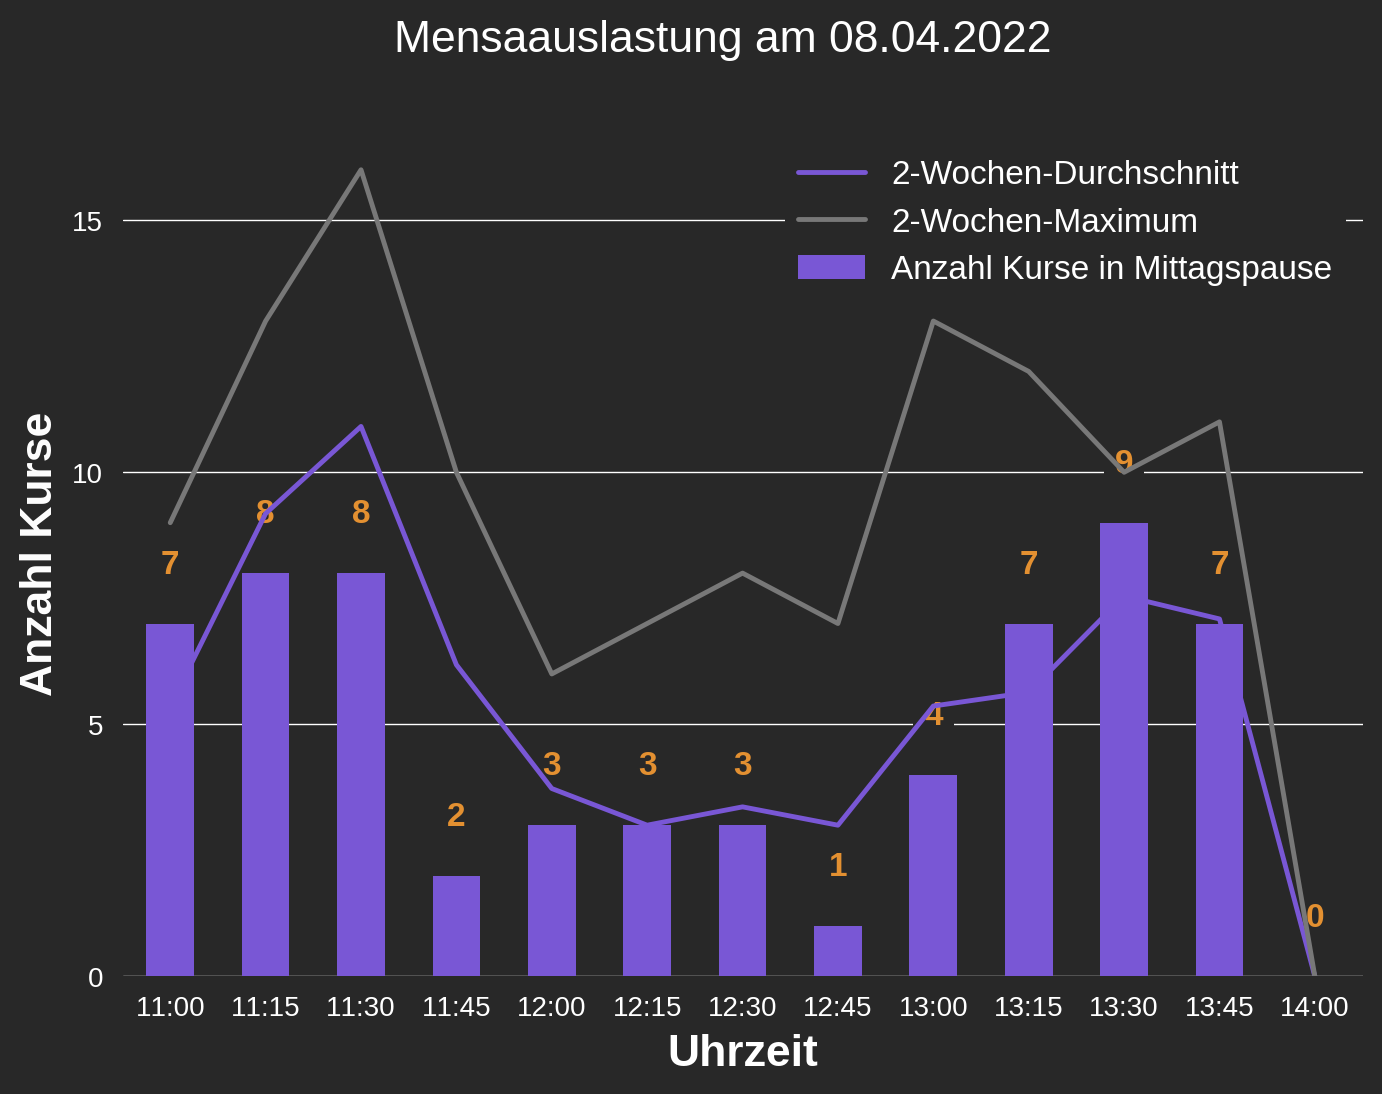 Mensaauslastung am 08.04.2022
2-Wochen-Durchschnitt
2-Wochen-Maximum
Anzahl Kurse in Mittagspause
Anzahl Kurse
15
10
5
0
7
8
8
2
3
3
3
1
4
7
9
7
0
11:00 11:15 11:30 11:45 12:00 12:15 12:30 12:45 13:00 13:15 13:30 13:45 14:00
Uhrzeit